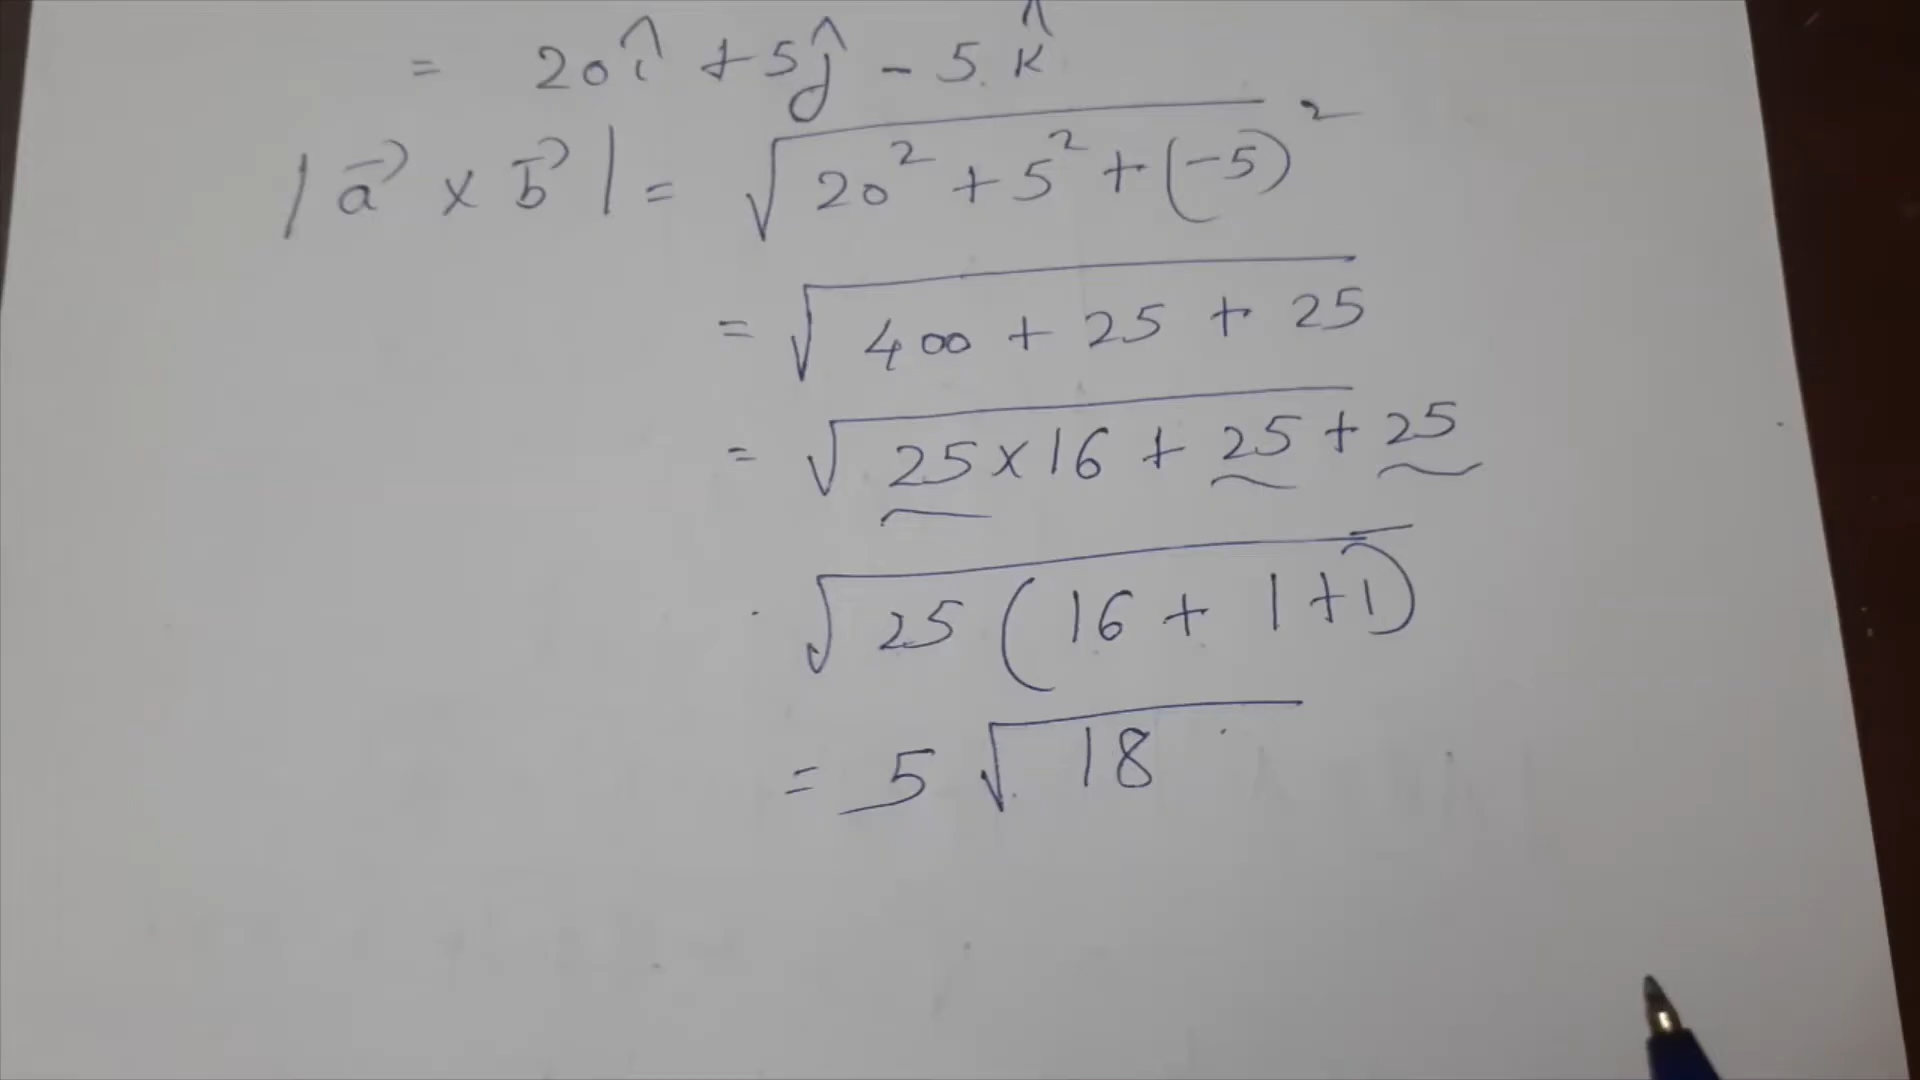 = 20î + 5ĵ - 5. k̂
|a⃗ × b⃗| = √(20² + 5² + (-5)²)
= √(400 + 25 + 25)
= √(25 × 16 + 25 + 25)
√(25 (16 + 1 + 1))
= 5 √18